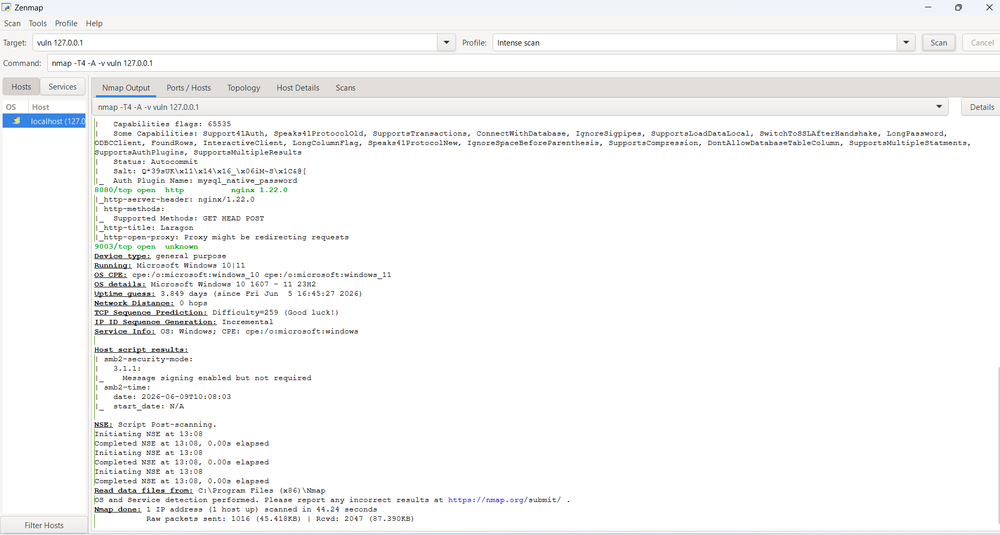 Zenmap
Scan Tools Profile Help
Target: vuln 127.0.0.1 Profile: Intense scan Scan Cancel
Command: nmap -T4 -A -v vuln 127.0.0.1
Hosts Services Nmap Output Ports / Hosts Topology Host Details Scans
OS Host nmap -T4 -A -v vuln 127.0.0.1 Details
localhost (127.0
|   Capabilities flags: 65535
|   Some Capabilities: Support41Auth, Speaks41ProtocolOld, SupportsTransactions, ConnectWithDatabase, IgnoreSigpipes, SupportsLoadDataLocal, SwitchToSSLAfterHandshake, LongPassword,
ODBCClient, FoundRows, InteractiveClient, LongColumnFlag, Speaks41ProtocolNew, IgnoreSpaceBeforeParenthesis, SupportsCompression, DontAllowDatabaseTableColumn, SupportsMultipleStatments,
SupportsAuthPlugins, SupportsMultipleResults
|   Status: Autocommit
|   Salt: Q*39sUK\x11\x14\x16_\x06iM~S\x1C&@[
|_  Auth Plugin Name: mysql_native_password
8080/tcp open  http          nginx 1.22.0
|_http-server-header: nginx/1.22.0
| http-methods:
|_  Supported Methods: GET HEAD POST
|_http-title: Laragon
|_http-open-proxy: Proxy might be redirecting requests
9003/tcp open  unknown
Device type: general purpose
Running: Microsoft Windows 10|11
OS CPE: cpe:/o:microsoft:windows_10 cpe:/o:microsoft:windows_11
OS details: Microsoft Windows 10 1607 - 11 23H2
Uptime guess: 3.849 days (since Fri Jun  5 16:45:27 2026)
Network Distance: 0 hops
TCP Sequence Prediction: Difficulty=259 (Good luck!)
IP ID Sequence Generation: Incremental
Service Info: OS: Windows; CPE: cpe:/o:microsoft:windows
Host script results:
| smb2-security-mode:
|   3.1.1:
|_    Message signing enabled but not required
| smb2-time:
|   date: 2026-06-09T10:08:03
|_  start_date: N/A
NSE: Script Post-scanning.
Initiating NSE at 13:08
Completed NSE at 13:08, 0.00s elapsed
Initiating NSE at 13:08
Completed NSE at 13:08, 0.00s elapsed
Initiating NSE at 13:08
Completed NSE at 13:08, 0.00s elapsed
Read data files from: C:\Program Files (x86)\Nmap
OS and Service detection performed. Please report any incorrect results at https://nmap.org/submit/ .
Nmap done: 1 IP address (1 host up) scanned in 44.24 seconds
Raw packets sent: 1016 (45.418KB) | Rcvd: 2047 (87.390KB)
Filter Hosts